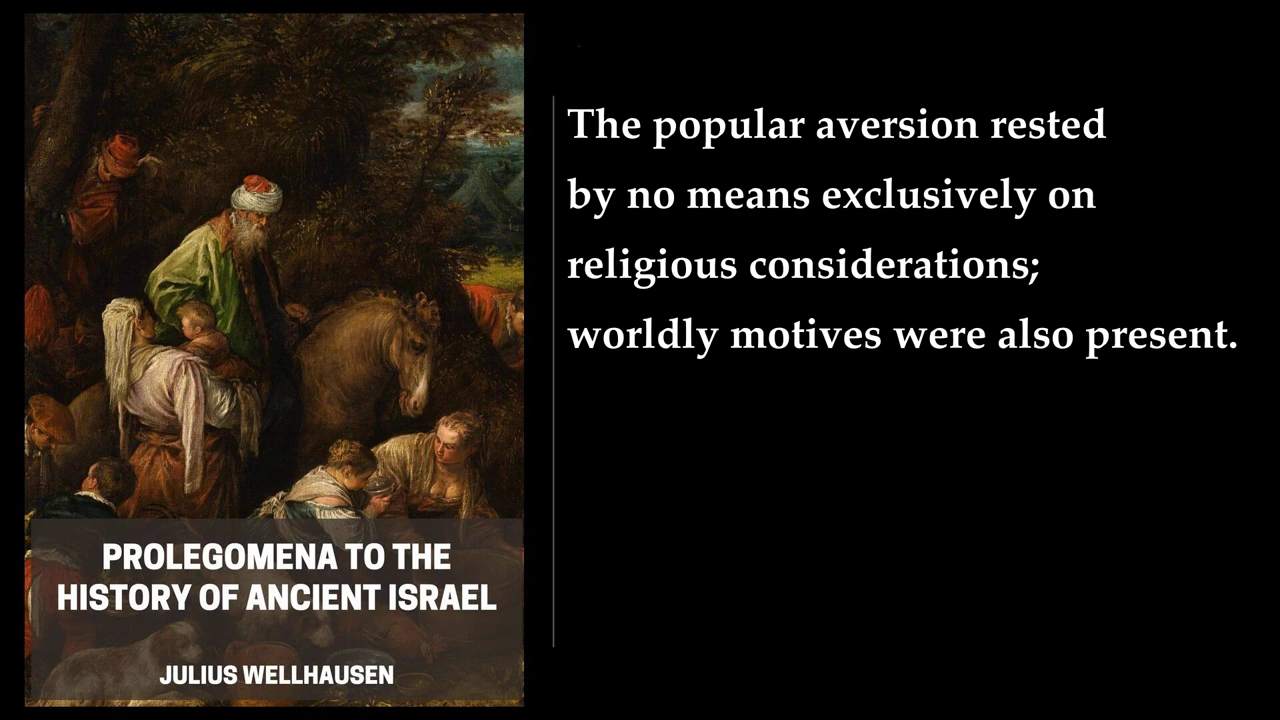 PROLEGOMENA TO THE
HISTORY OF ANCIENT ISRAEL
JULIUS WELLHAUSEN
The popular aversion rested
by no means exclusively on
religious considerations;
worldly motives were also present.